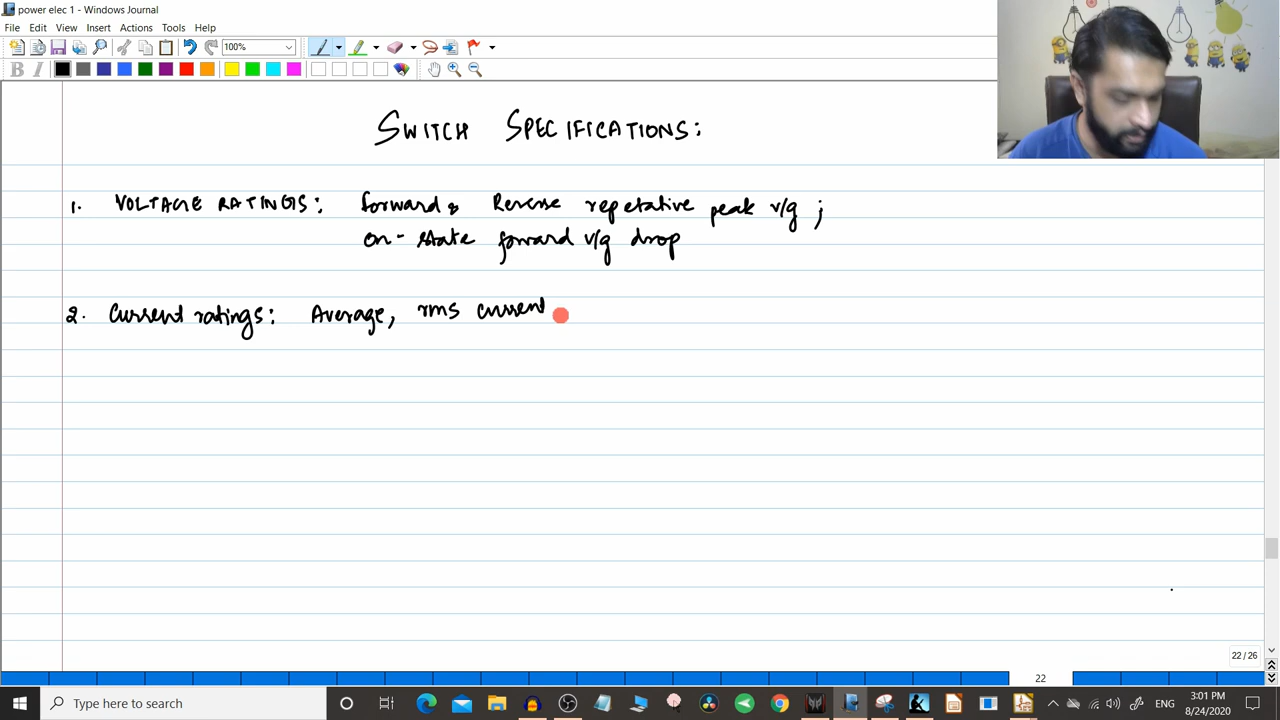 power elec 1 - Windows Journal
File Edit View Insert Actions Tools Help
100%
B I
SWITCH SPECIFICATIONS:
1. VOLTAGE RATINGS: forward & Reverse repetative peak v/g ;
on-state forward v/g drop
2. Current ratings: Average, rms current
22 / 26
22
Type here to search
ENG
3:01 PM
8/24/2020